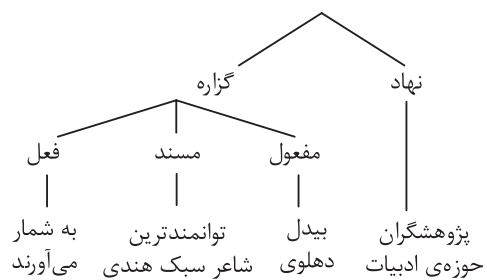 نهاد
گزاره
مفعول
مسند
فعل
پژوهشگران
حوزه‌ی ادبیات
بیدل
دهلوی
توانمندترین
شاعر سبک هندی
به شمار
می‌آورند